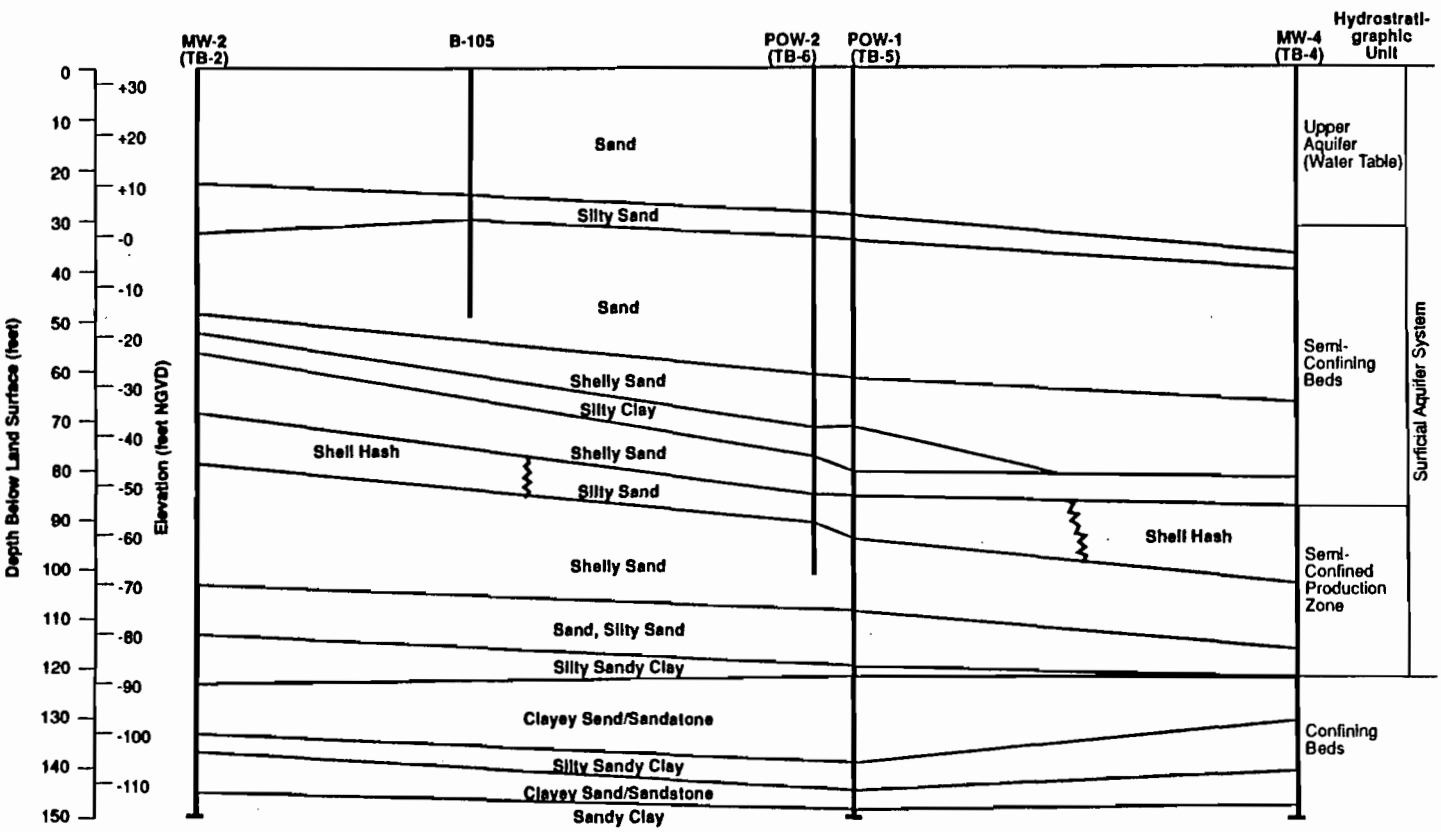 Hydrostrati-
graphic
Unit
MW-2
(TB-2)
B-105
POW-2
(TB-6)
POW-1
(TB-5)
MW-4
(TB-4)
Depth Below Land Surface (feet)
0
10
20
30
40
50
60
70
80
90
100
110
120
130
140
150
Elevation (feet NGVD)
+30
+20
+10
-0
-10
-20
-30
-40
-50
-60
-70
-80
-90
-100
-110
Sand
Silty Sand
Sand
Shelly Sand
Silty Clay
Shelly Sand
Shell Hash
Silty Sand
Shell Hash
Shelly Sand
Sand, Silty Sand
Silty Sandy Clay
Clayey Sand/Sandstone
Silty Sandy Clay
Clayey Sand/Sandstone
Sandy Clay
Upper
Aquifer
(Water Table)
Semi-
Confining
Beds
Semi-
Confined
Production
Zone
Confining
Beds
Surficial Aquifer System